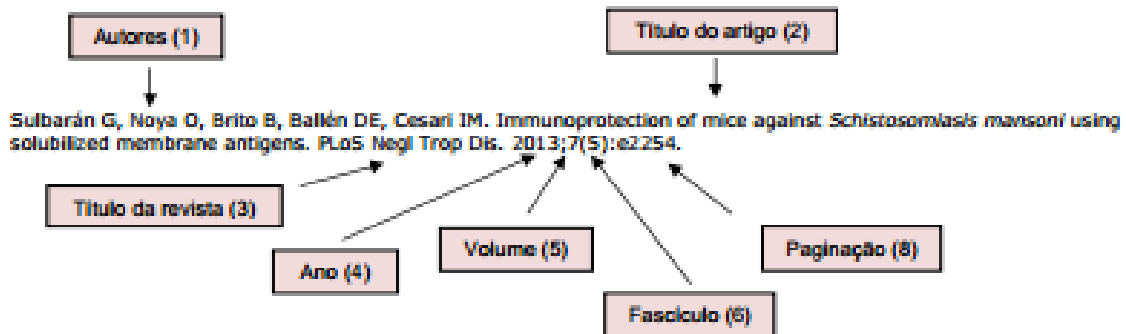 Autores (1)
Título do artigo (2)
Sulbarán G, Noya O, Brito B, Ballén DE, Cesari IM. Immunoprotection of mice against Schistosomiasis mansoni using
solubilized membrane antigens. PLoS Negl Trop Dis. 2013;7(5):e2254.
Título da revista (3)
Volume (5)
Paginação (8)
Ano (4)
Fascículo (6)